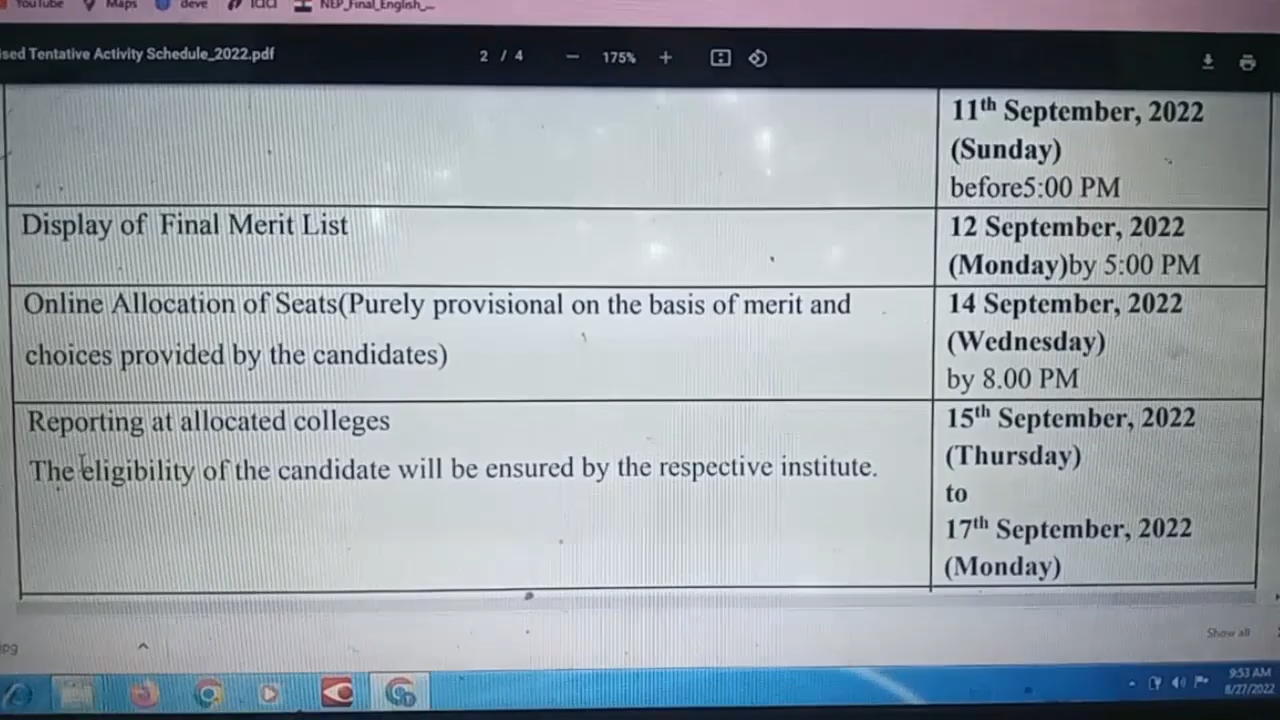 YouTube Maps deve NEP_Final_English_...
sed Tentative Activity Schedule_2022.pdf 2 / 4 — 175% +
11th September, 2022
(Sunday)
before5:00 PM
Display of Final Merit List
12 September, 2022
(Monday)by 5:00 PM
Online Allocation of Seats(Purely provisional on the basis of merit and
choices provided by the candidates)
14 September, 2022
(Wednesday)
by 8.00 PM
Reporting at allocated colleges
The eligibility of the candidate will be ensured by the respective institute.
15th September, 2022
(Thursday)
to
17th September, 2022
(Monday)
Show all
9:53 AM
8/27/2022